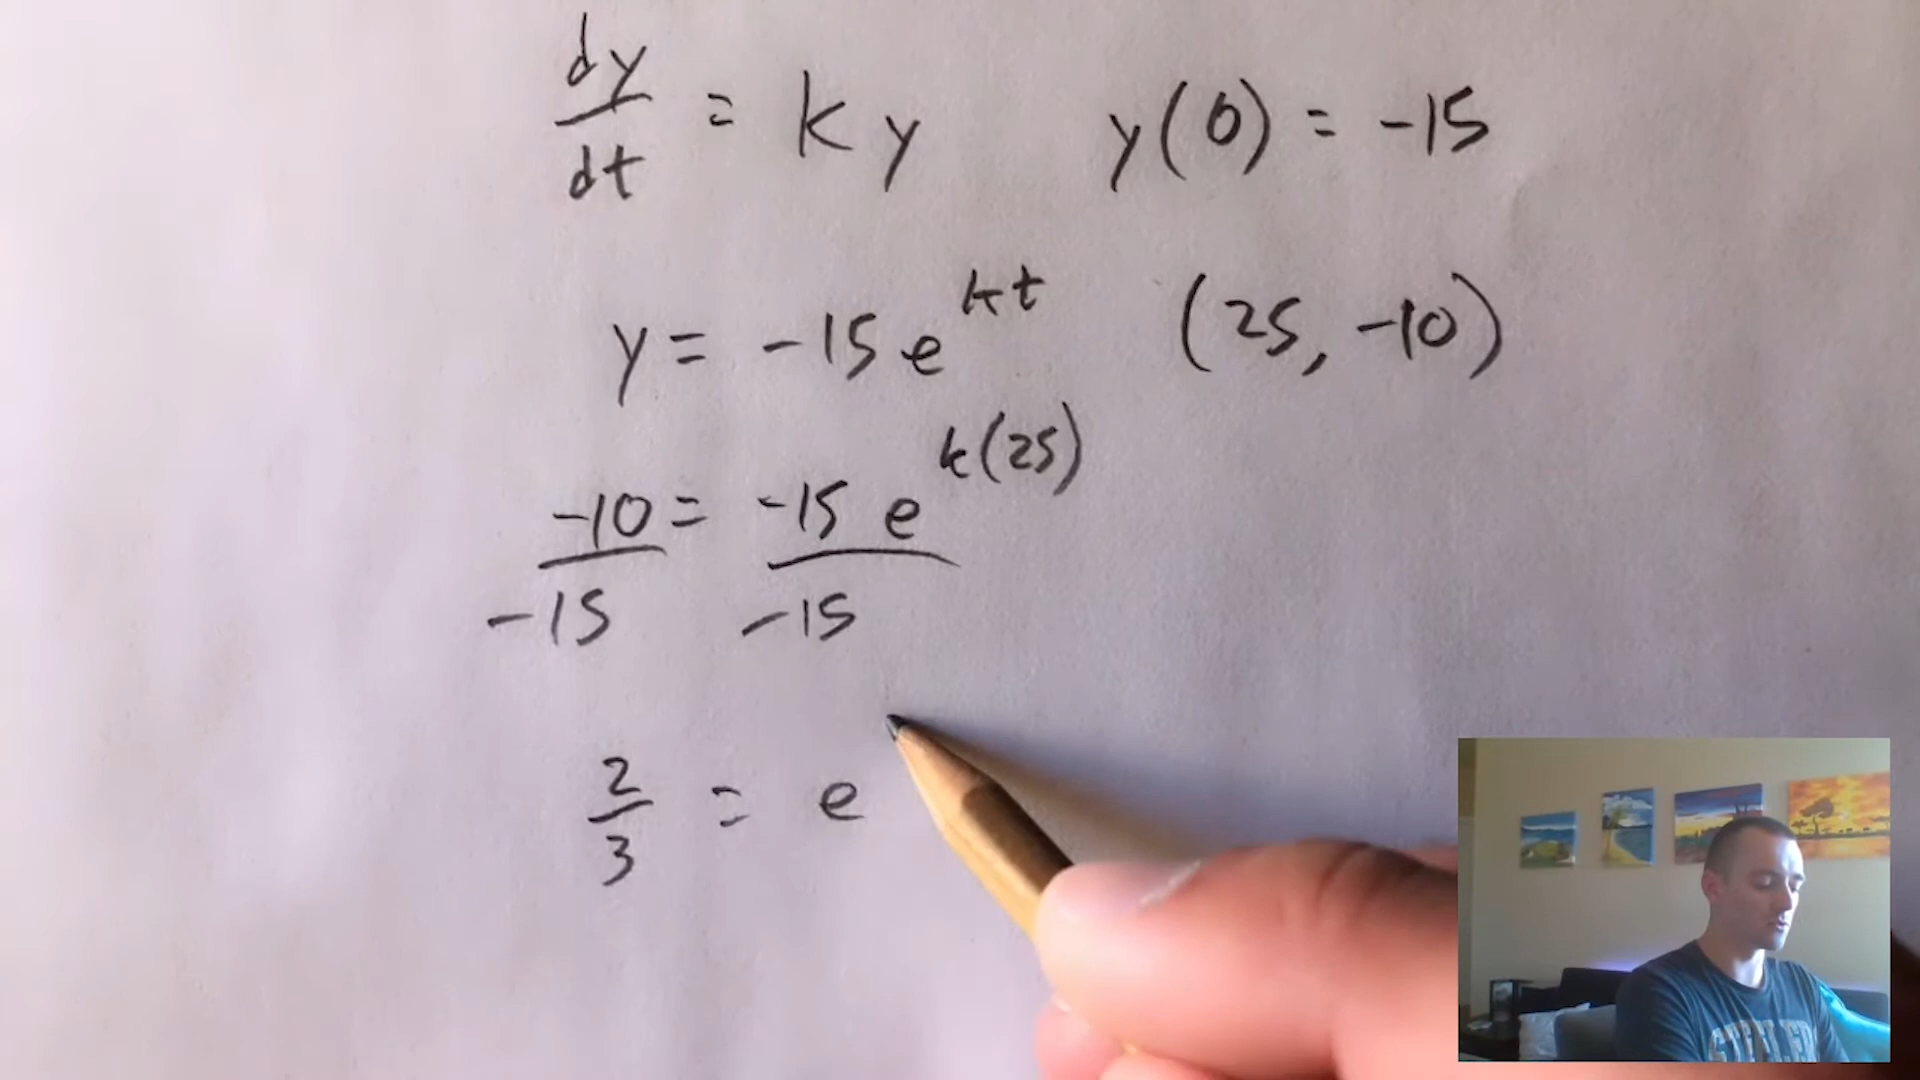 dy/dt = ky y(0) = -15
y = -15e^kt (25, -10)
-10 = -15 e^k(25)
-15 -15
2/3 = e